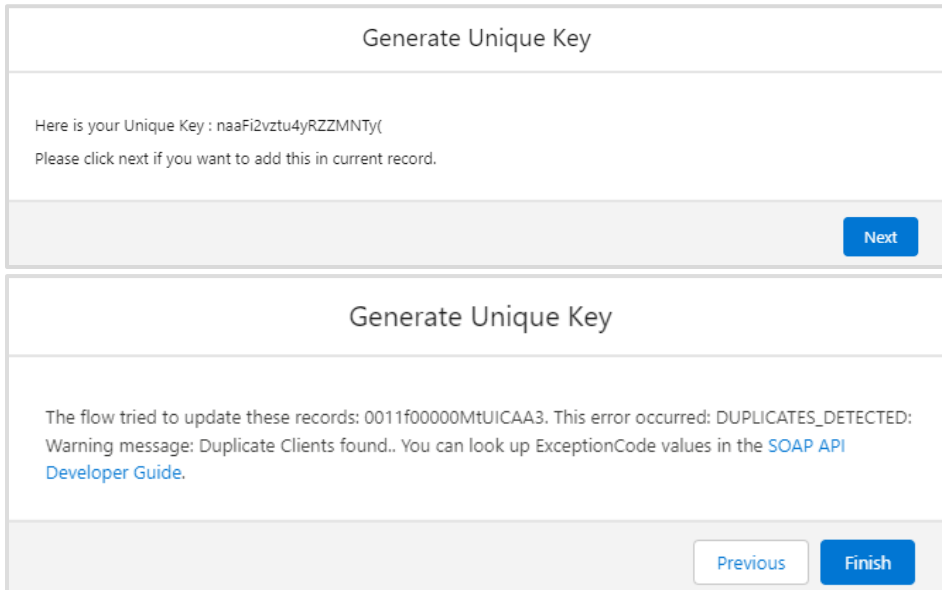 Generate Unique Key
Here is your Unique Key : naaFi2vztu4yRZZMNTy(
Please click next if you want to add this in current record.
Next
Generate Unique Key
The flow tried to update these records: 0011f00000MtUICAA3. This error occurred: DUPLICATES_DETECTED:
Warning message: Duplicate Clients found.. You can look up ExceptionCode values in the SOAP API
Developer Guide.
Previous
Finish